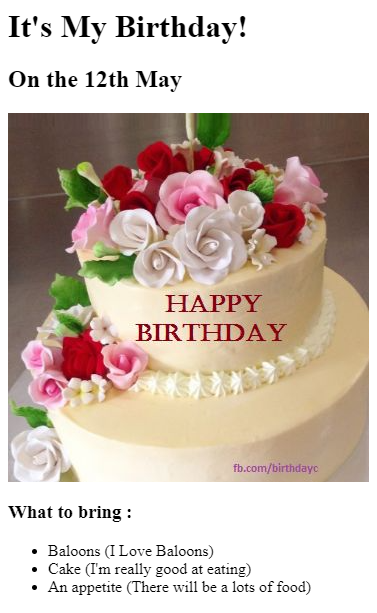 It's My Birthday!
On the 12th May
HAPPY
BIRTHDAY
fb.com/birthdayc
What to bring :
Baloons (I Love Baloons)
Cake (I'm really good at eating)
An appetite (There will be a lots of food)